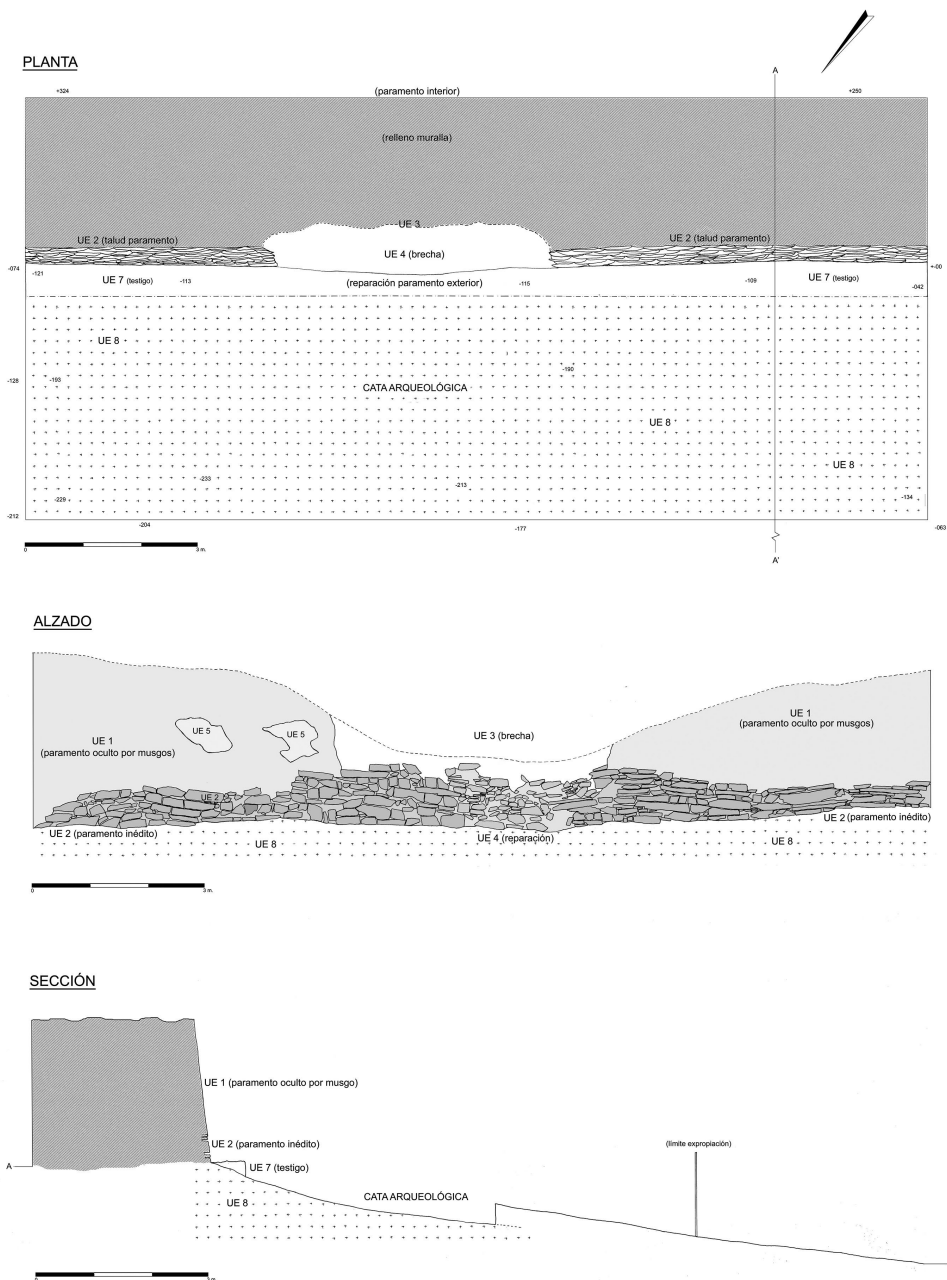 PLANTA
A
+324
(paramento interior)
+250
(relleno muralla)
UE 3
UE 2 (talud paramento)
UE 2 (talud paramento)
UE 4 (brecha)
-074
-121
+-00
UE 7 (testigo)
-113
(reparación paramento exterior)
-115
-109
UE 7 (testigo)
-042
UE 8
-190
-128
-193
CATA ARQUEOLÓGICA
UE 8
UE 8
-233
-213
-229
-134
-212
-204
-177
-063
0
3 m.
A'
ALZADO
UE 1
(paramento oculto por musgos)
UE 5
UE 5
UE 3 (brecha)
UE 1
(paramento oculto por musgos)
UE 2
UE 2 (paramento inédito)
UE 4 (reparación)
UE 2 (paramento inédito)
UE 8
UE 8
0
3 m.
SECCIÓN
UE 1 (paramento oculto por musgo)
UE 2 (paramento inédito)
(límite expropiación)
A
UE 7 (testigo)
UE 8
CATA ARQUEOLÓGICA
0
3 m.